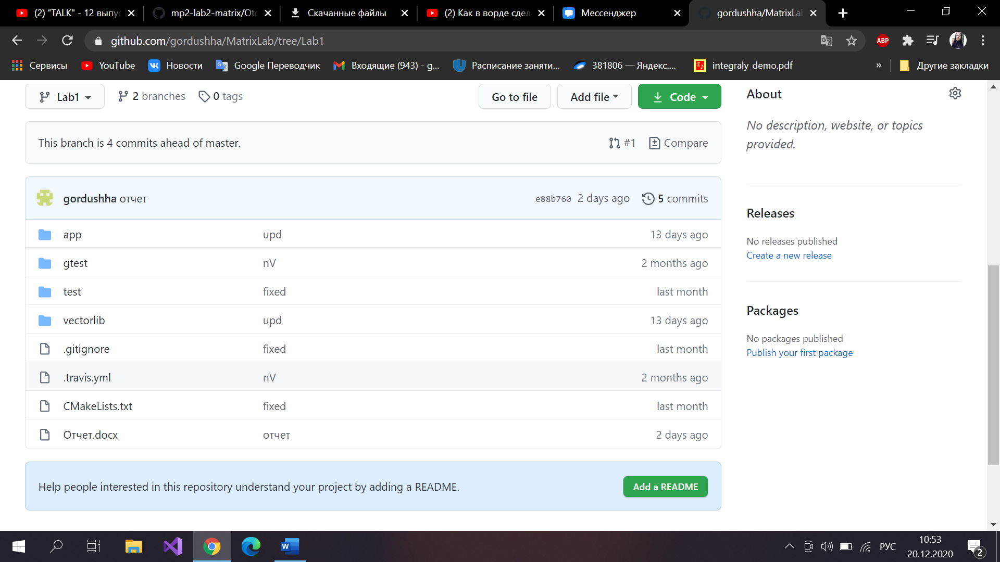 (2) "TALK" - 12 выпус
mp2-lab2-matrix/Otc
Скачанные файлы
(2) Как в ворде сдел
Мессенджер
gordushha/MatrixLab
github.com/gordushha/MatrixLab/tree/Lab1
ABP
Сервисы
YouTube
Новости
Google Переводчик
Входящие (943) - g...
Расписание заняти...
381806 — Яндекс....
integraly_demo.pdf
»
Другие закладки
Lab1
2 branches
0 tags
Go to file
Add file
Code
This branch is 4 commits ahead of master.
#1
Compare
gordushha отчет
e88b760 2 days ago
5 commits
app upd 13 days ago
gtest nV 2 months ago
test fixed last month
vectorlib upd 13 days ago
.gitignore fixed last month
.travis.yml nV 2 months ago
CMakeLists.txt fixed last month
Отчет.docx отчет 2 days ago
Help people interested in this repository understand your project by adding a README.
Add a README
About
No description, website, or topics
provided.
Releases
No releases published
Create a new release
Packages
No packages published
Publish your first package
РУС
10:53
20.12.2020
2